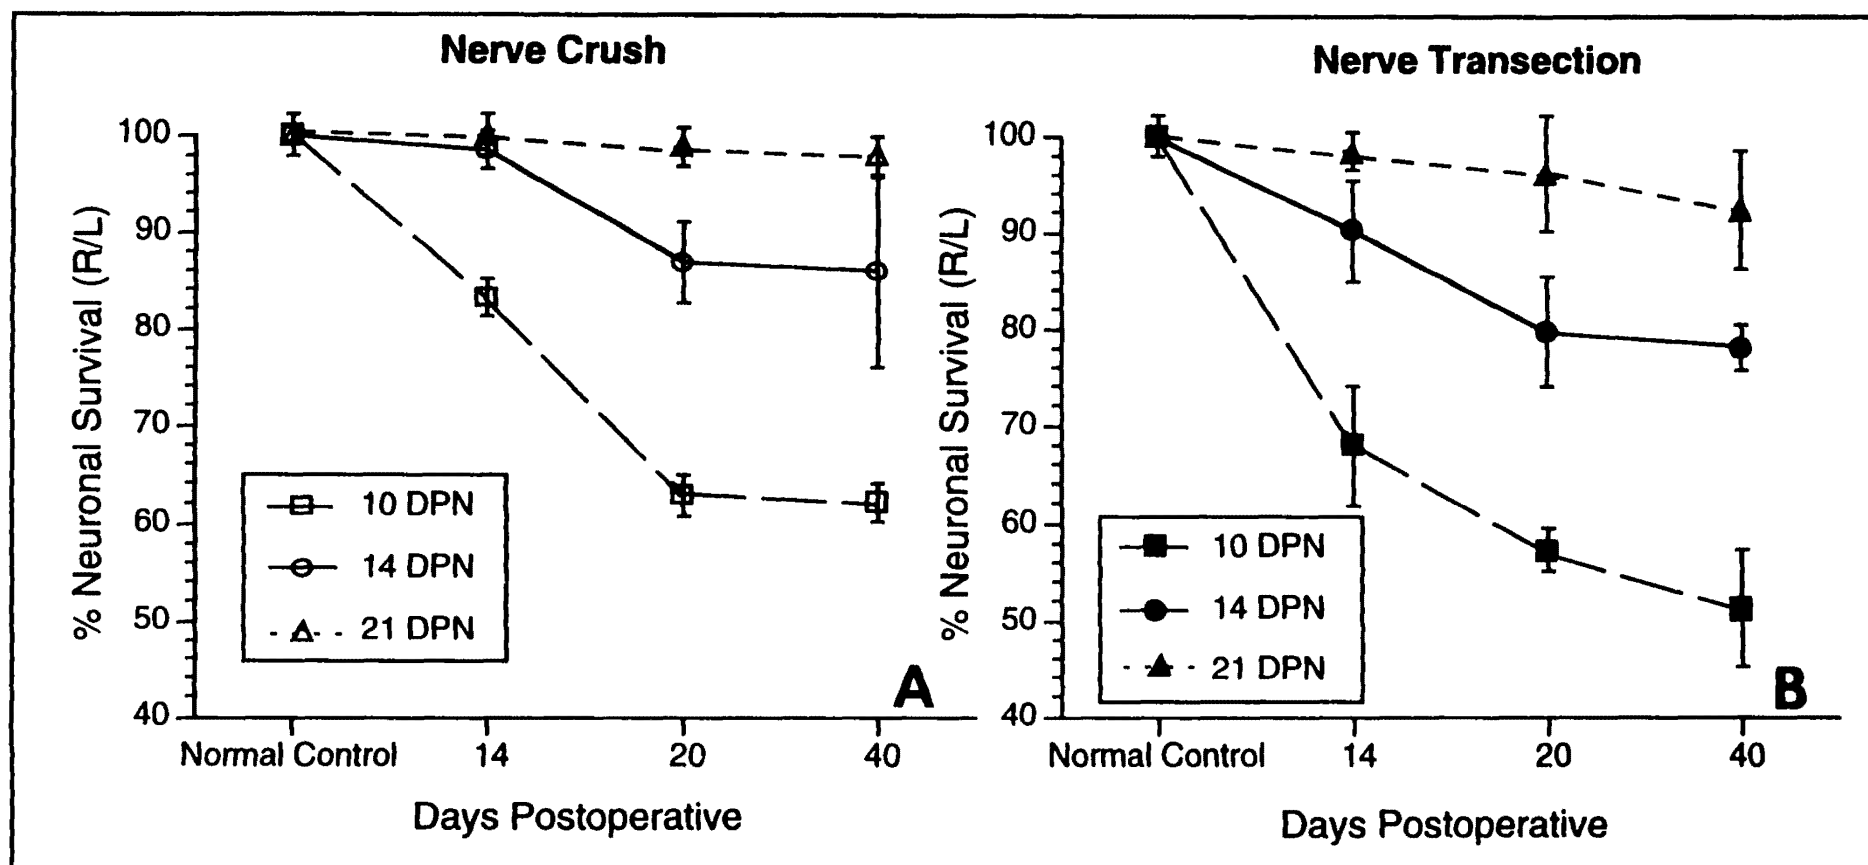 Nerve Crush
% Neuronal Survival (R/L)
100
90
80
70
60
50
40
10 DPN
14 DPN
21 DPN
A
Normal Control 14 20 40
Days Postoperative
Nerve Transection
% Neuronal Survival (R/L)
100
90
80
70
60
50
40
10 DPN
14 DPN
21 DPN
B
Normal Control 14 20 40
Days Postoperative